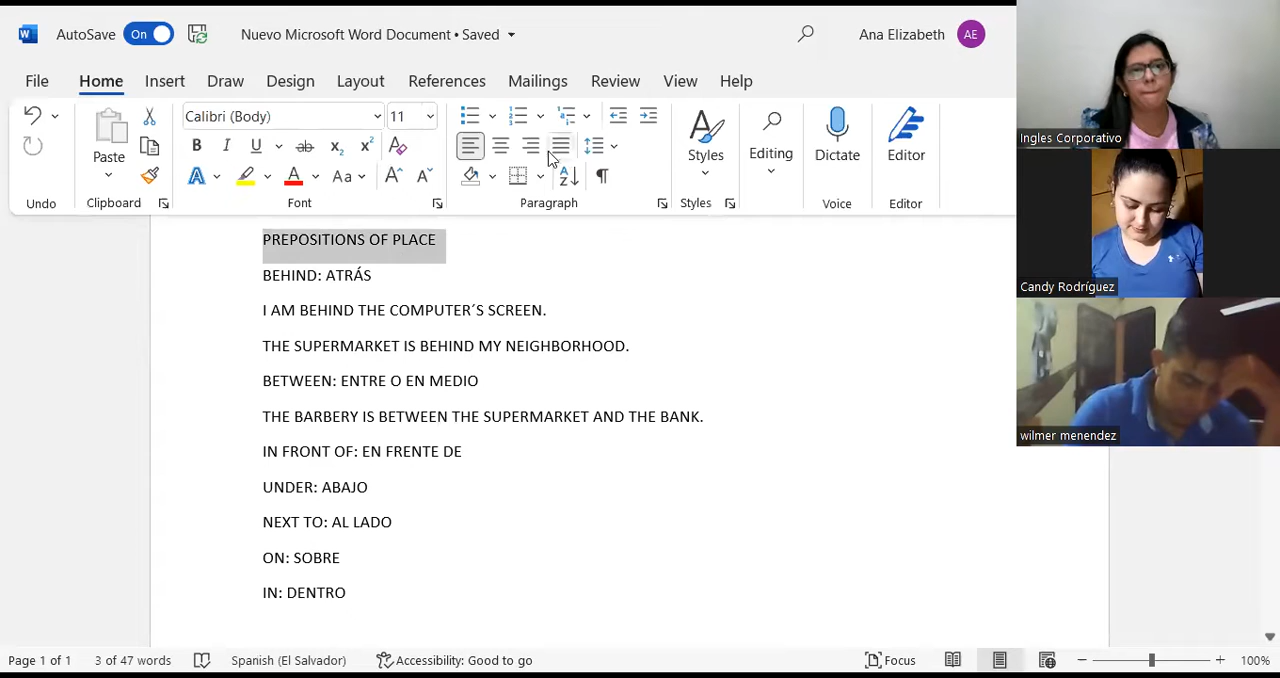 AutoSave On Nuevo Microsoft Word Document • Saved Ana Elizabeth AE
File Home Insert Draw Design Layout References Mailings Review View Help
Calibri (Body) 11
Paste Styles Editing Dictate Editor
Undo Clipboard Font Paragraph Styles Voice Editor
PREPOSITIONS OF PLACE
BEHIND: ATRÁS
I AM BEHIND THE COMPUTER´S SCREEN.
THE SUPERMARKET IS BEHIND MY NEIGHBORHOOD.
BETWEEN: ENTRE O EN MEDIO
THE BARBERY IS BETWEEN THE SUPERMARKET AND THE BANK.
IN FRONT OF: EN FRENTE DE
UNDER: ABAJO
NEXT TO: AL LADO
ON: SOBRE
IN: DENTRO
Page 1 of 1 3 of 47 words Spanish (El Salvador) Accessibility: Good to go Focus 100%
Ingles Corporativo
Candy Rodríguez
wilmer menendez